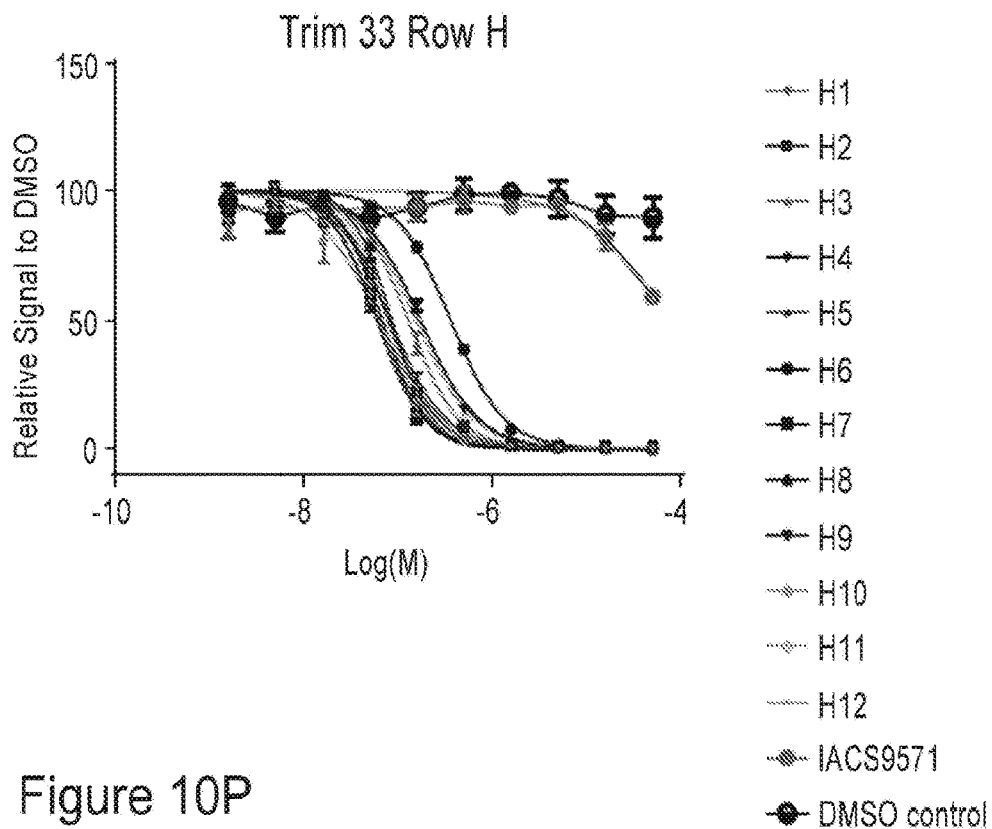 Trim 33 Row H
Relative Signal to DMSO
150
100
50
0
-10
-8
-6
-4
Log(M)
H1
H2
H3
H4
H5
H6
H7
H8
H9
H10
H11
H12
IACS9571
DMSO control
Figure 10P